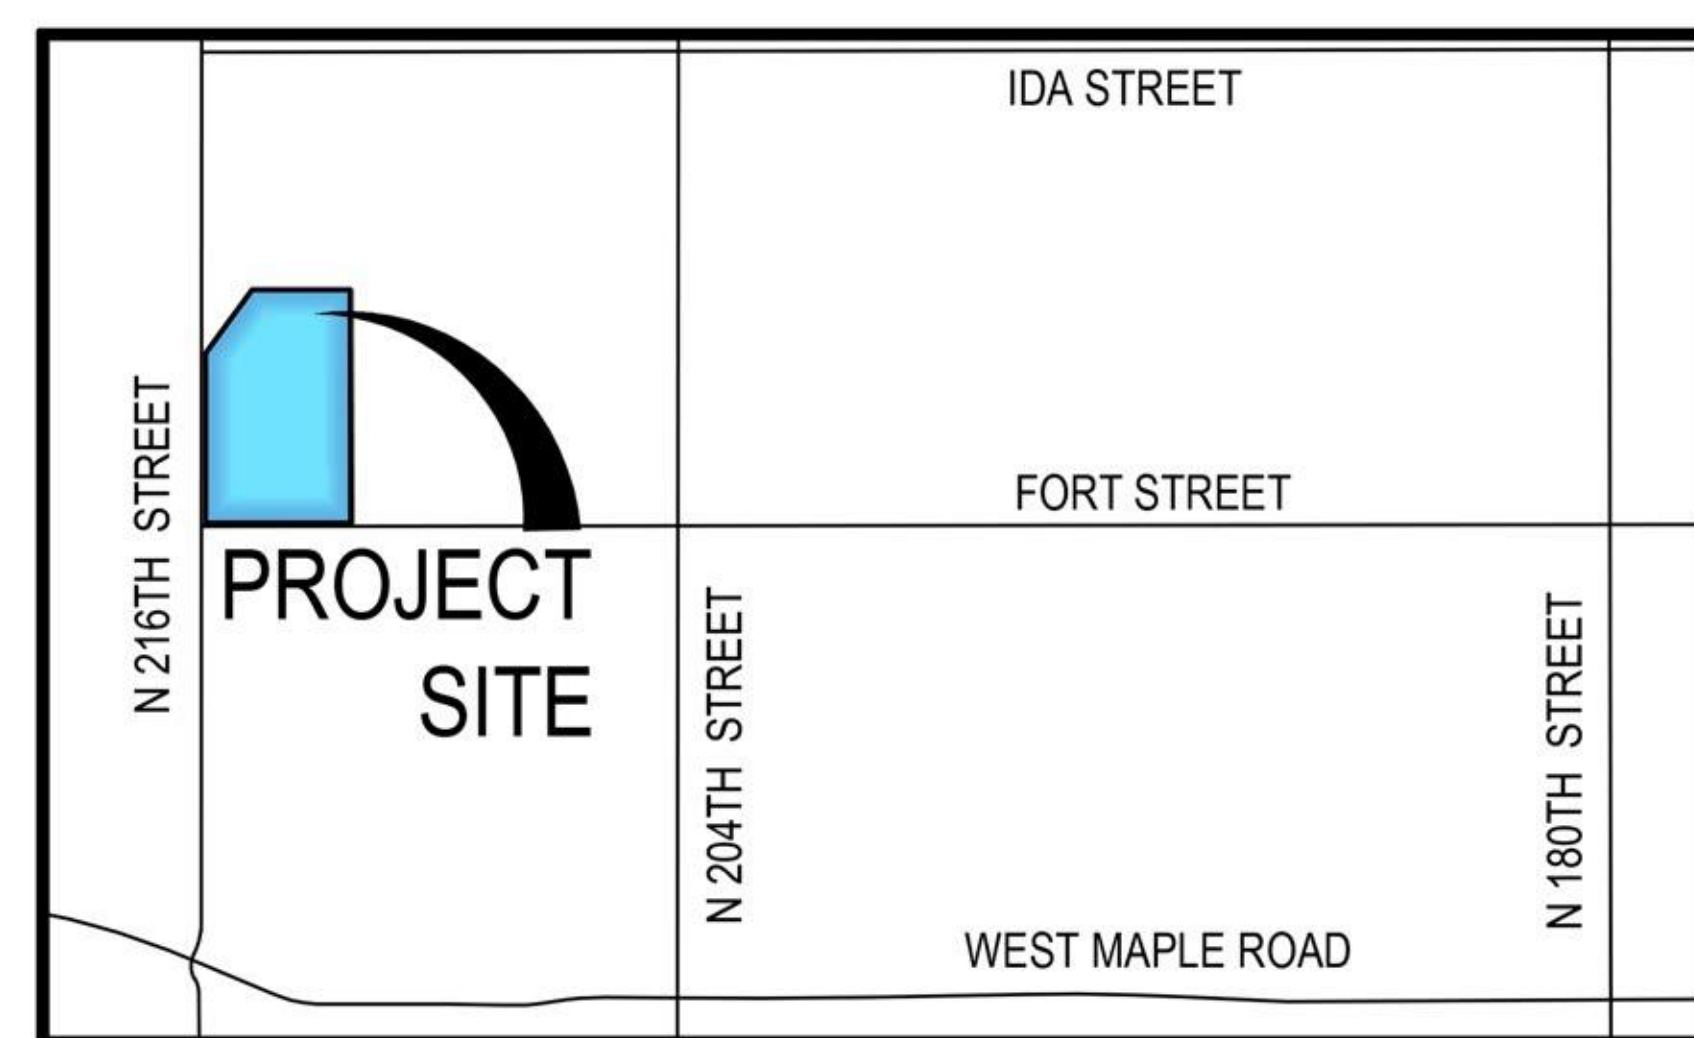 IDA STREET
FORT STREET
N 216TH STREET
PROJECT
SITE
N 204TH STREET
N 180TH STREET
WEST MAPLE ROAD